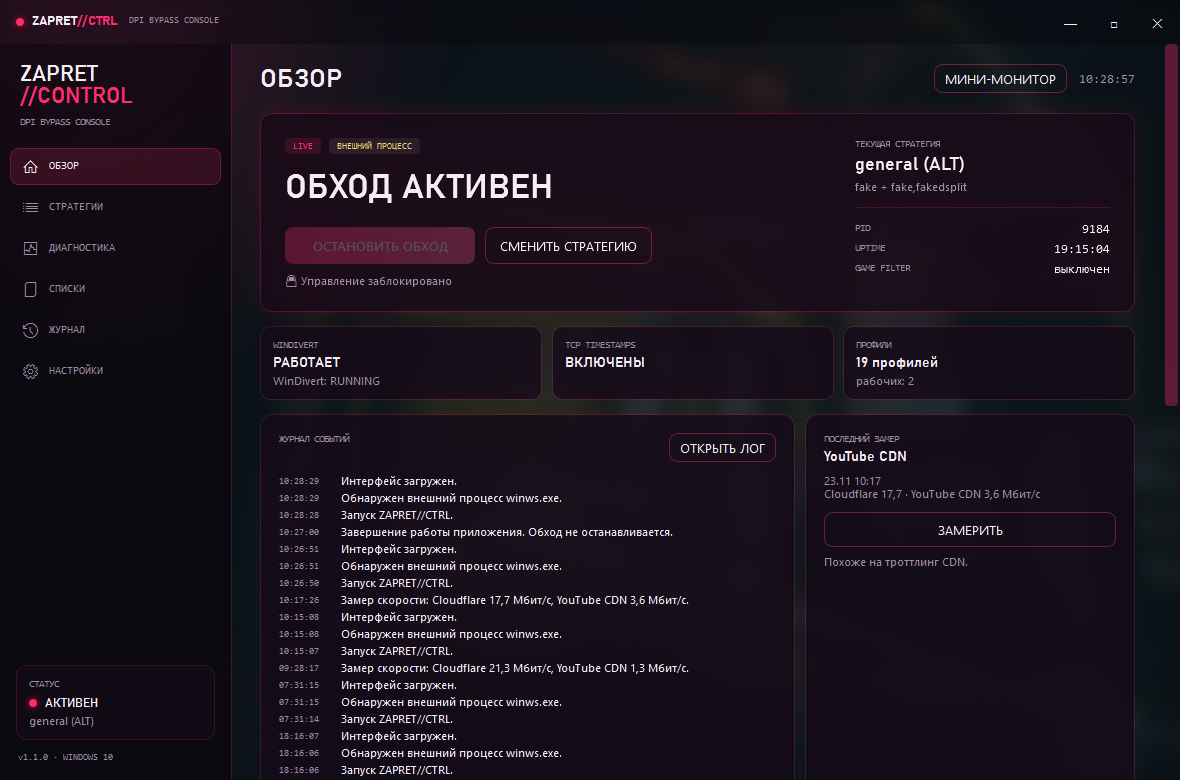 ZAPRET//CTRL DPI BYPASS CONSOLE
ZAPRET
//CONTROL
DPI BYPASS CONSOLE
ОБЗОР
СТРАТЕГИИ
ДИАГНОСТИКА
СПИСКИ
ЖУРНАЛ
НАСТРОЙКИ
СТАТУС
АКТИВЕН
general (ALT)
v1.1.0 · WINDOWS 10
ОБЗОР
МИНИ-МОНИТОР 10:28:57
LIVE ВНЕШНИЙ ПРОЦЕСС
ОБХОД АКТИВЕН
ОСТАНОВИТЬ ОБХОД СМЕНИТЬ СТРАТЕГИЮ
Управление заблокировано
ТЕКУЩАЯ СТРАТЕГИЯ
general (ALT)
fake + fake,fakedsplit
PID 9184
UPTIME 19:15:04
GAME FILTER выключен
WINDIVERT
РАБОТАЕТ
WinDivert: RUNNING
TCP TIMESTAMPS
ВКЛЮЧЕНЫ
ПРОФИЛИ
19 профилей
рабочих: 2
ЖУРНАЛ СОБЫТИЙ
ОТКРЫТЬ ЛОГ
10:28:29 Интерфейс загружен.
10:28:29 Обнаружен внешний процесс winws.exe.
10:28:28 Запуск ZAPRET//CTRL.
10:27:00 Завершение работы приложения. Обход не останавливается.
10:26:51 Интерфейс загружен.
10:26:51 Обнаружен внешний процесс winws.exe.
10:26:50 Запуск ZAPRET//CTRL.
10:17:26 Замер скорости: Cloudflare 17,7 Мбит/с, YouTube CDN 3,6 Мбит/с.
10:15:08 Интерфейс загружен.
10:15:08 Обнаружен внешний процесс winws.exe.
10:15:07 Запуск ZAPRET//CTRL.
09:28:17 Замер скорости: Cloudflare 21,3 Мбит/с, YouTube CDN 1,3 Мбит/с.
07:31:15 Интерфейс загружен.
07:31:15 Обнаружен внешний процесс winws.exe.
07:31:14 Запуск ZAPRET//CTRL.
18:16:07 Интерфейс загружен.
18:16:06 Обнаружен внешний процесс winws.exe.
18:16:06 Запуск ZAPRET//CTRL.
ПОСЛЕДНИЙ ЗАМЕР
YouTube CDN
23.11 10:17
Cloudflare 17,7 · YouTube CDN 3,6 Мбит/с
ЗАМЕРИТЬ
Похоже на троттлинг CDN.